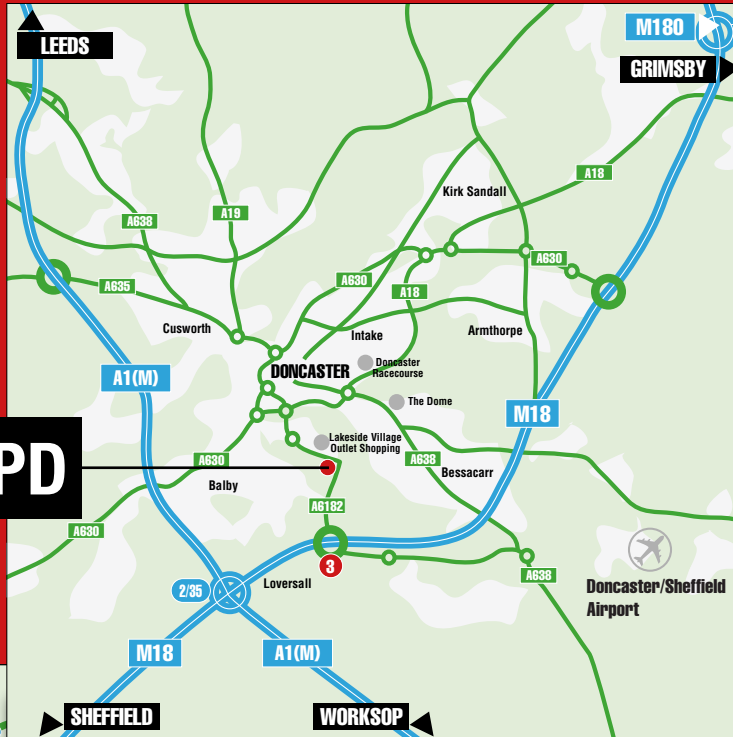 LEEDS
M180
GRIMSBY
A18
Kirk Sandall
A638
A19
A630
A630
A635
A18
Cusworth
Intake
Armthorpe
DONCASTER
Doncaster
Racecourse
A1(M)
The Dome
M18
PD
Lakeside Village
Outlet Shopping
A630
A638
Bessacarr
Balby
A6182
A630
3
A638
2/35
Loversall
Doncaster/Sheffield
Airport
M18
A1(M)
SHEFFIELD
WORKSOP